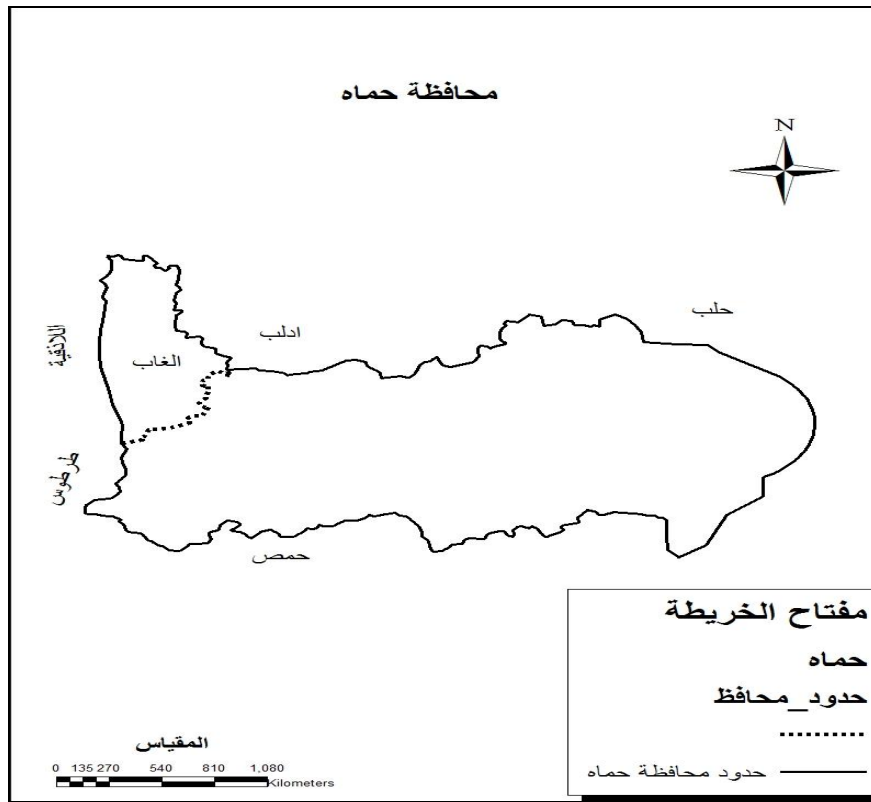 محافظة حماه
N
حلب
ادلب
اللاذقية
الغاب
طرطوس
حمص
مفتاح الخريطة
حماه
حدود_محافظ
حدود محافظة حماه
المقياس
0 135 270 540 810 1,080
Kilometers